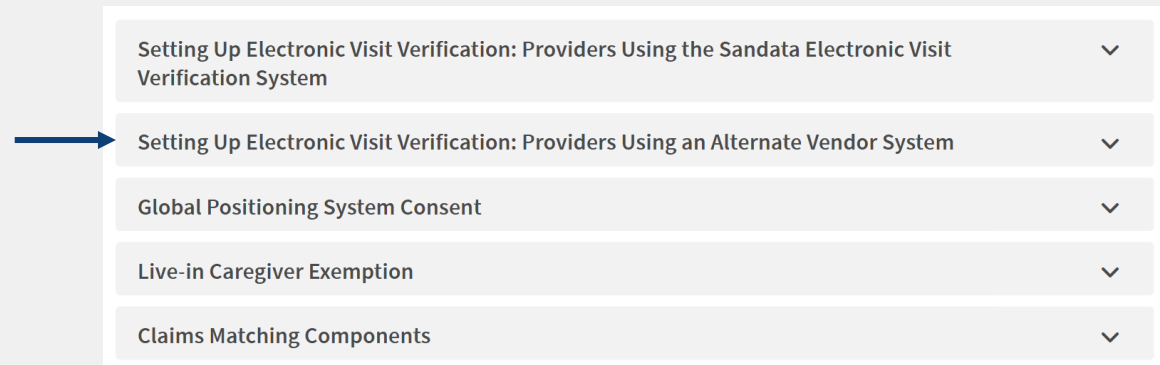 Setting Up Electronic Visit Verification: Providers Using the Sandata Electronic Visit
Verification System
Setting Up Electronic Visit Verification: Providers Using an Alternate Vendor System
Global Positioning System Consent
Live-in Caregiver Exemption
Claims Matching Components